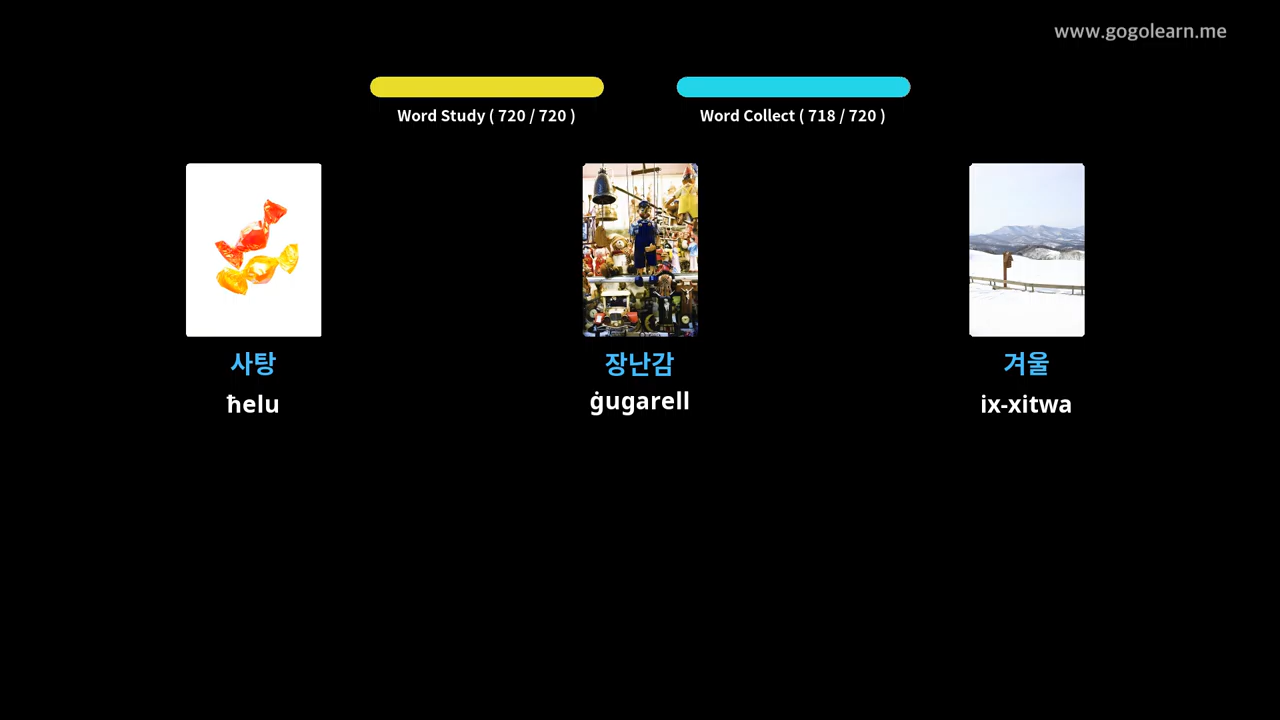 www.gogolearn.me
Word Study ( 720 / 720 )
Word Collect ( 718 / 720 )
사탕
장난감
겨울
ħelu
ġugarell
ix-xitwa